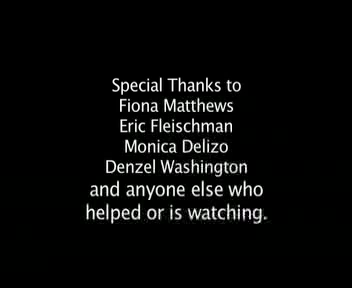 Special Thanks to
Fiona Matthews
Eric Fleischman
Monica Delizo
Denzel Washington
and anyone else who
helped or is watching.